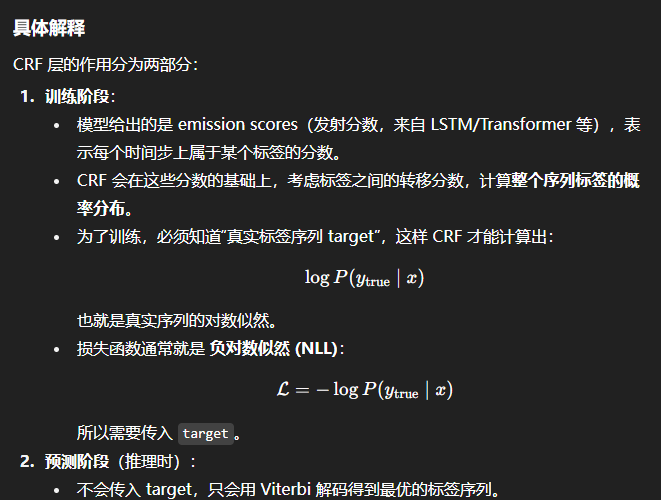 具体解释
CRF 层的作用分为两部分：
1. 训练阶段：
• 模型给出的是 emission scores（发射分数，来自 LSTM/Transformer 等），表
示每个时间步上属于某个标签的分数。
• CRF 会在这些分数的基础上，考虑标签之间的转移分数，计算整个序列标签的概
率分布。
• 为了训练，必须知道“真实标签序列 target”，这样 CRF 才能计算出：
log P(y_true | x)
也就是真实序列的对数似然。
• 损失函数通常就是 负对数似然 (NLL)：
ℒ = − log P(y_true | x)
所以需要传入 target。
2. 预测阶段（推理时）：
• 不会传入 target，只会用 Viterbi 解码得到最优的标签序列。